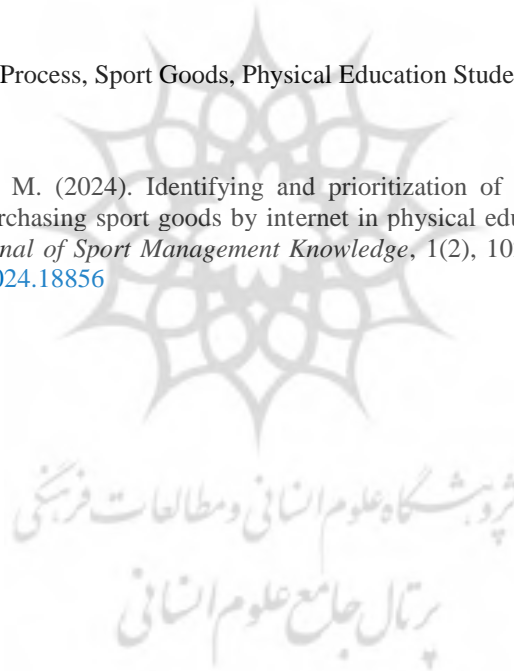 Process, Sport Goods, Physical Education Stude
M. (2024). Identifying and prioritization of
rchasing sport goods by internet in physical edu
nal of Sport Management Knowledge, 1(2), 10
024.18856
پژوهشگاه علوم انسانی و مطالعات فرهنگی
پرتال جامع علوم انسانی